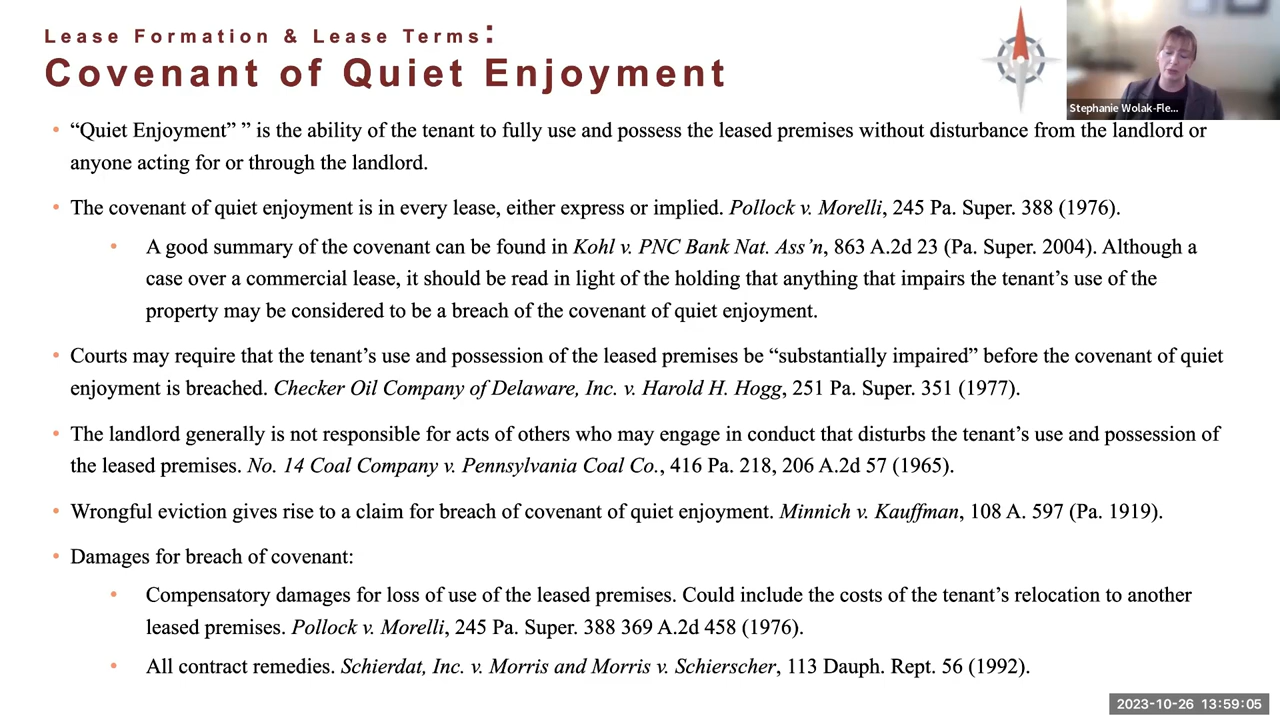 Lease Formation & Lease Terms:
Covenant of Quiet Enjoyment
Stephanie Wolak-Fle...
• “Quiet Enjoyment” ” is the ability of the tenant to fully use and possess the leased premises without disturbance from the landlord or
anyone acting for or through the landlord.
• The covenant of quiet enjoyment is in every lease, either express or implied. Pollock v. Morelli, 245 Pa. Super. 388 (1976).
• A good summary of the covenant can be found in Kohl v. PNC Bank Nat. Ass’n, 863 A.2d 23 (Pa. Super. 2004). Although a
case over a commercial lease, it should be read in light of the holding that anything that impairs the tenant’s use of the
property may be considered to be a breach of the covenant of quiet enjoyment.
• Courts may require that the tenant’s use and possession of the leased premises be “substantially impaired” before the covenant of quiet
enjoyment is breached. Checker Oil Company of Delaware, Inc. v. Harold H. Hogg, 251 Pa. Super. 351 (1977).
• The landlord generally is not responsible for acts of others who may engage in conduct that disturbs the tenant’s use and possession of
the leased premises. No. 14 Coal Company v. Pennsylvania Coal Co., 416 Pa. 218, 206 A.2d 57 (1965).
• Wrongful eviction gives rise to a claim for breach of covenant of quiet enjoyment. Minnich v. Kauffman, 108 A. 597 (Pa. 1919).
• Damages for breach of covenant:
• Compensatory damages for loss of use of the leased premises. Could include the costs of the tenant’s relocation to another
leased premises. Pollock v. Morelli, 245 Pa. Super. 388 369 A.2d 458 (1976).
• All contract remedies. Schierdat, Inc. v. Morris and Morris v. Schierscher, 113 Dauph. Rept. 56 (1992).
2023-10-26 13:59:05